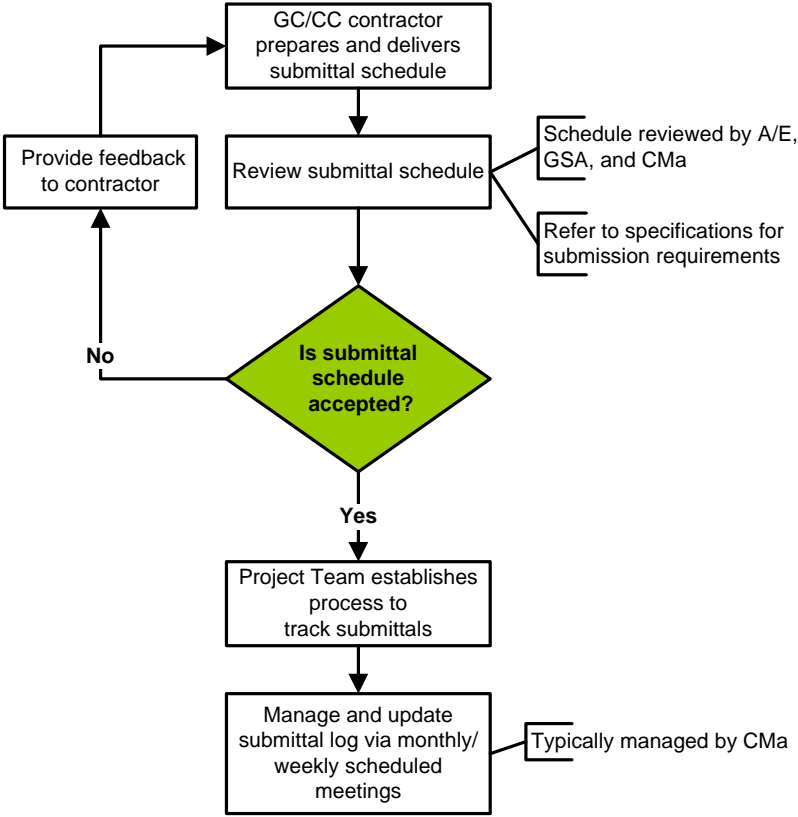 GC/CC contractor
prepares and delivers
submittal schedule
Provide feedback
to contractor
Review submittal schedule
Schedule reviewed by A/E,
GSA, and CMa
Refer to specifications for
submission requirements
No
Is submittal
schedule
accepted?
Yes
Project Team establishes
process to
track submittals
Manage and update
submittal log via monthly/
weekly scheduled
meetings
Typically managed by CMa